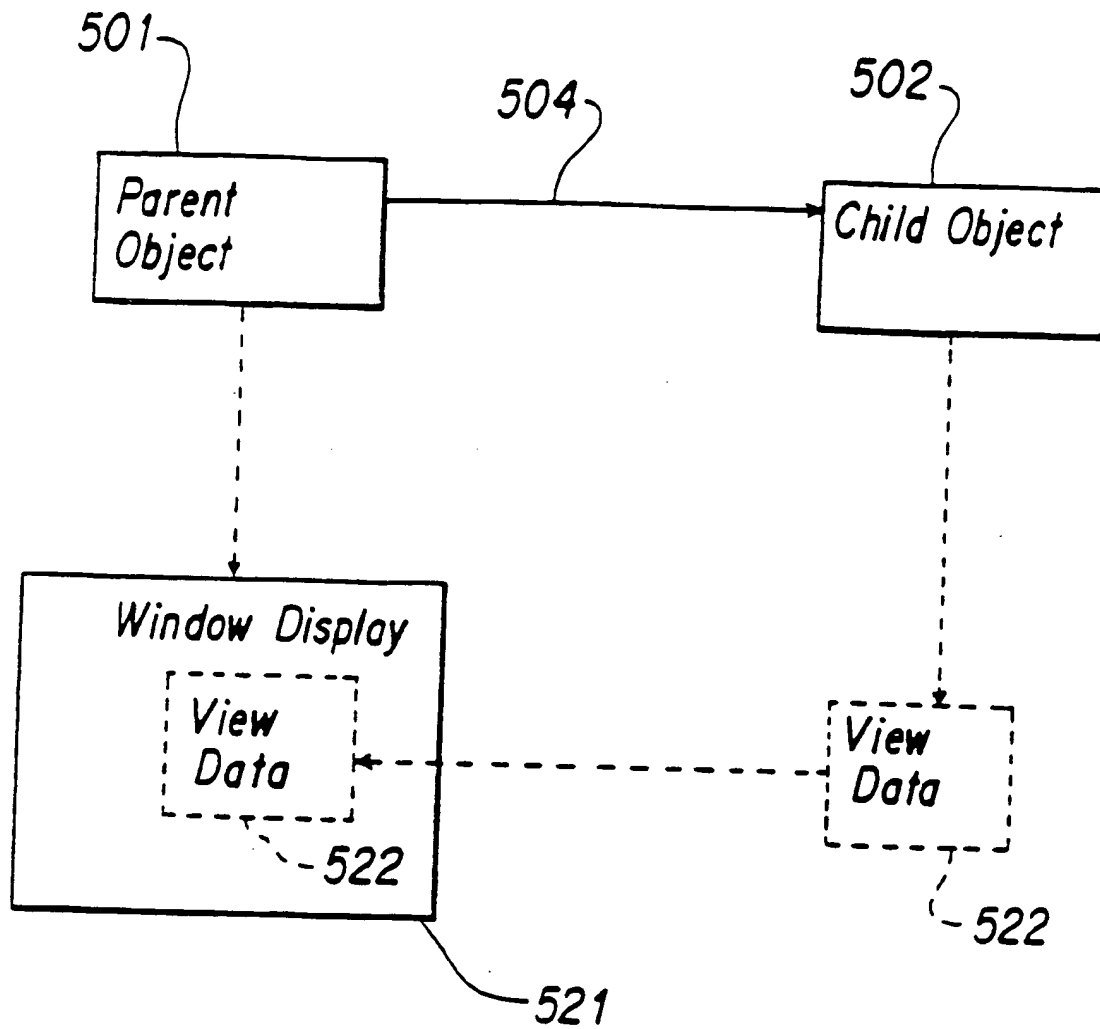 501
504
502
Parent
Object
Child Object
Window Display
View
Data
522
View
Data
522
521